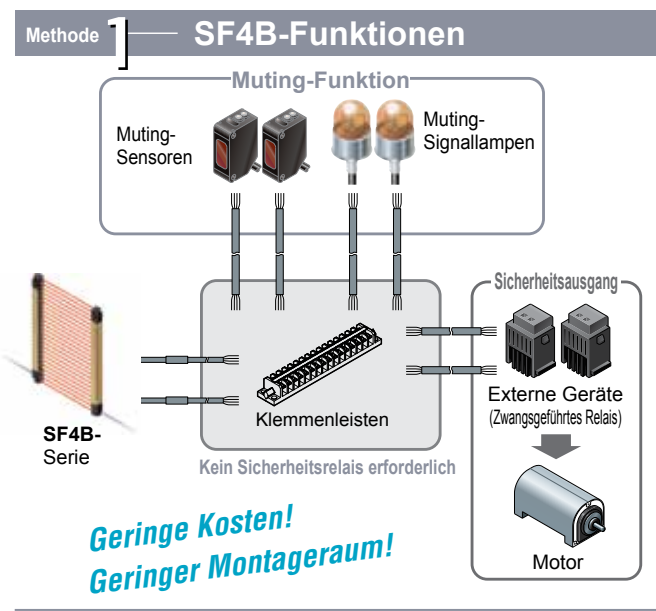 Methode 1 SF4B-Funktionen
Muting-Funktion
Muting-
Sensoren
Muting-
Signallampen
Sicherheitsausgang
SF4B-
Serie
Klemmenleisten
Kein Sicherheitsrelais erforderlich
Externe Geräte
(Zwangsgeführtes Relais)
Motor
Geringe Kosten!
Geringer Montageraum!